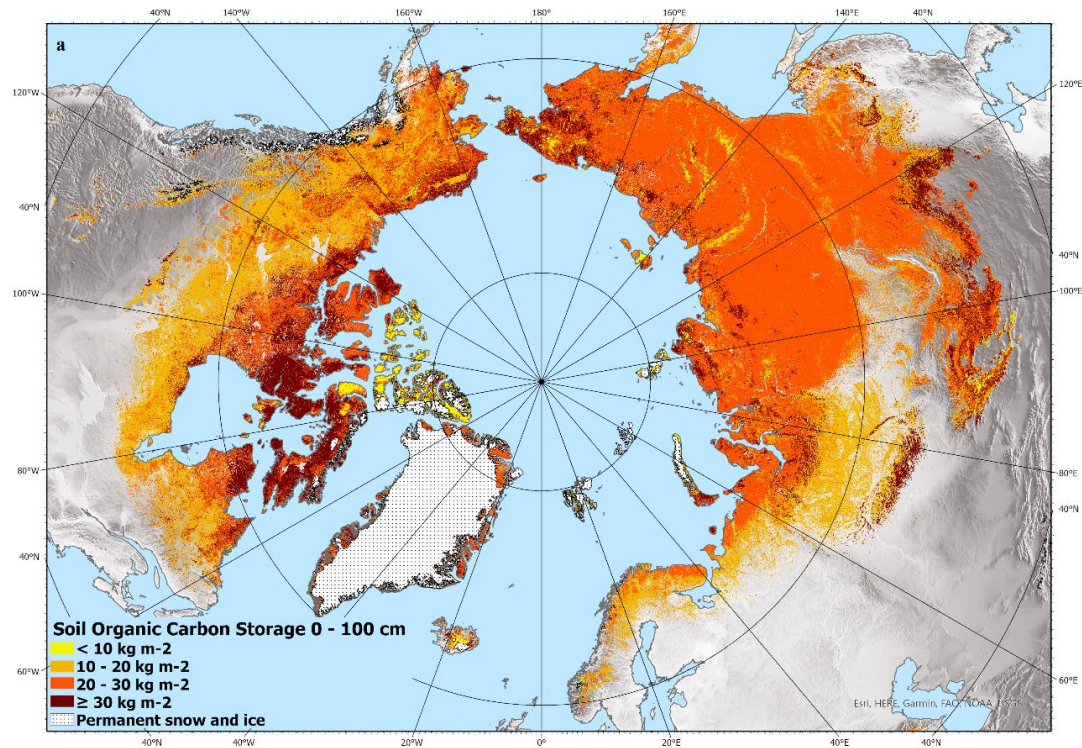 140°W 160°W 180° 160°E 140°E 40°N
a
120°W
120°E
40°N
40°N
100°W
100°E
80°W
80°E
40°N
40°N
Soil Organic Carbon Storage 0 - 100 cm
< 10 kg m-2
10 - 20 kg m-2
20 - 30 kg m-2
≥ 30 kg m-2
Permanent snow and ice
60°W
60°E
Esri, HERE, Garmin, FAO, NOAA, USGS
40°N 40°W 20°W 0° 20°E 40°E 40°N